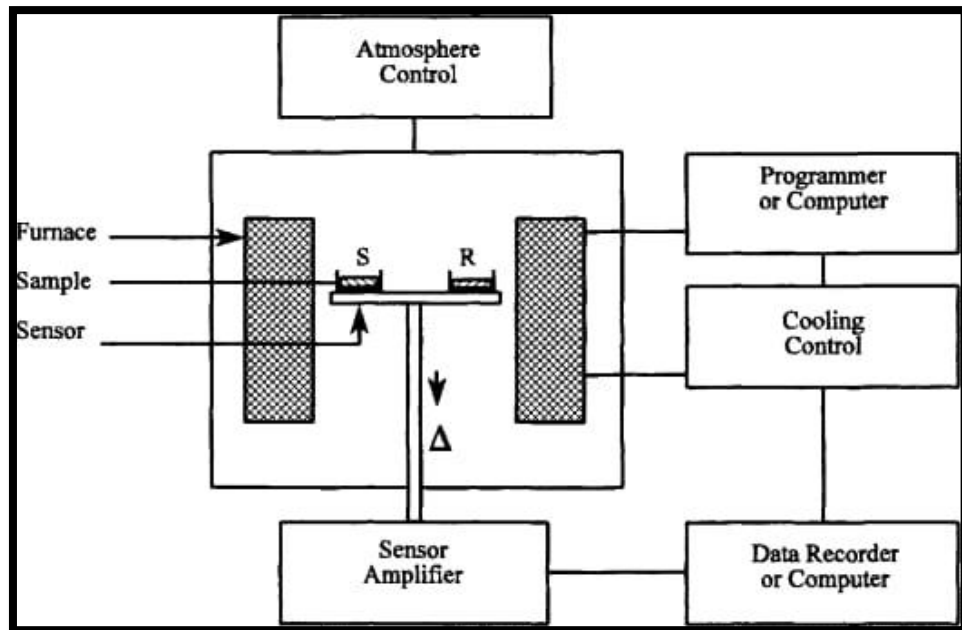 Atmosphere
Control
Programmer
or Computer
Furnace
S
R
Sample
Sensor
Cooling
Control
Δ
Sensor
Amplifier
Data Recorder
or Computer